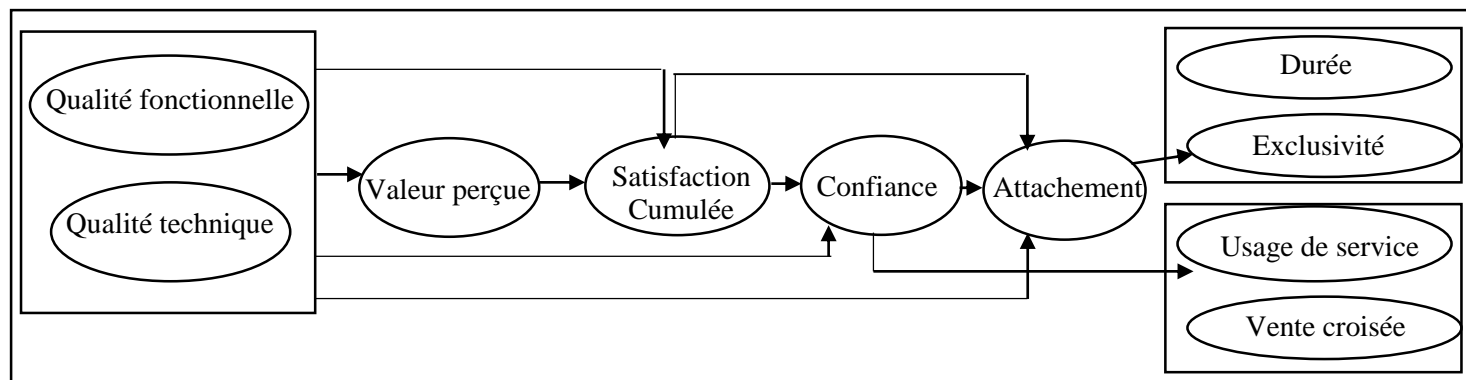 Qualité fonctionnelle
Qualité technique
Valeur perçue
Satisfaction
Cumulée
Confiance
Attachement
Durée
Exclusivité
Usage de service
Vente croisée